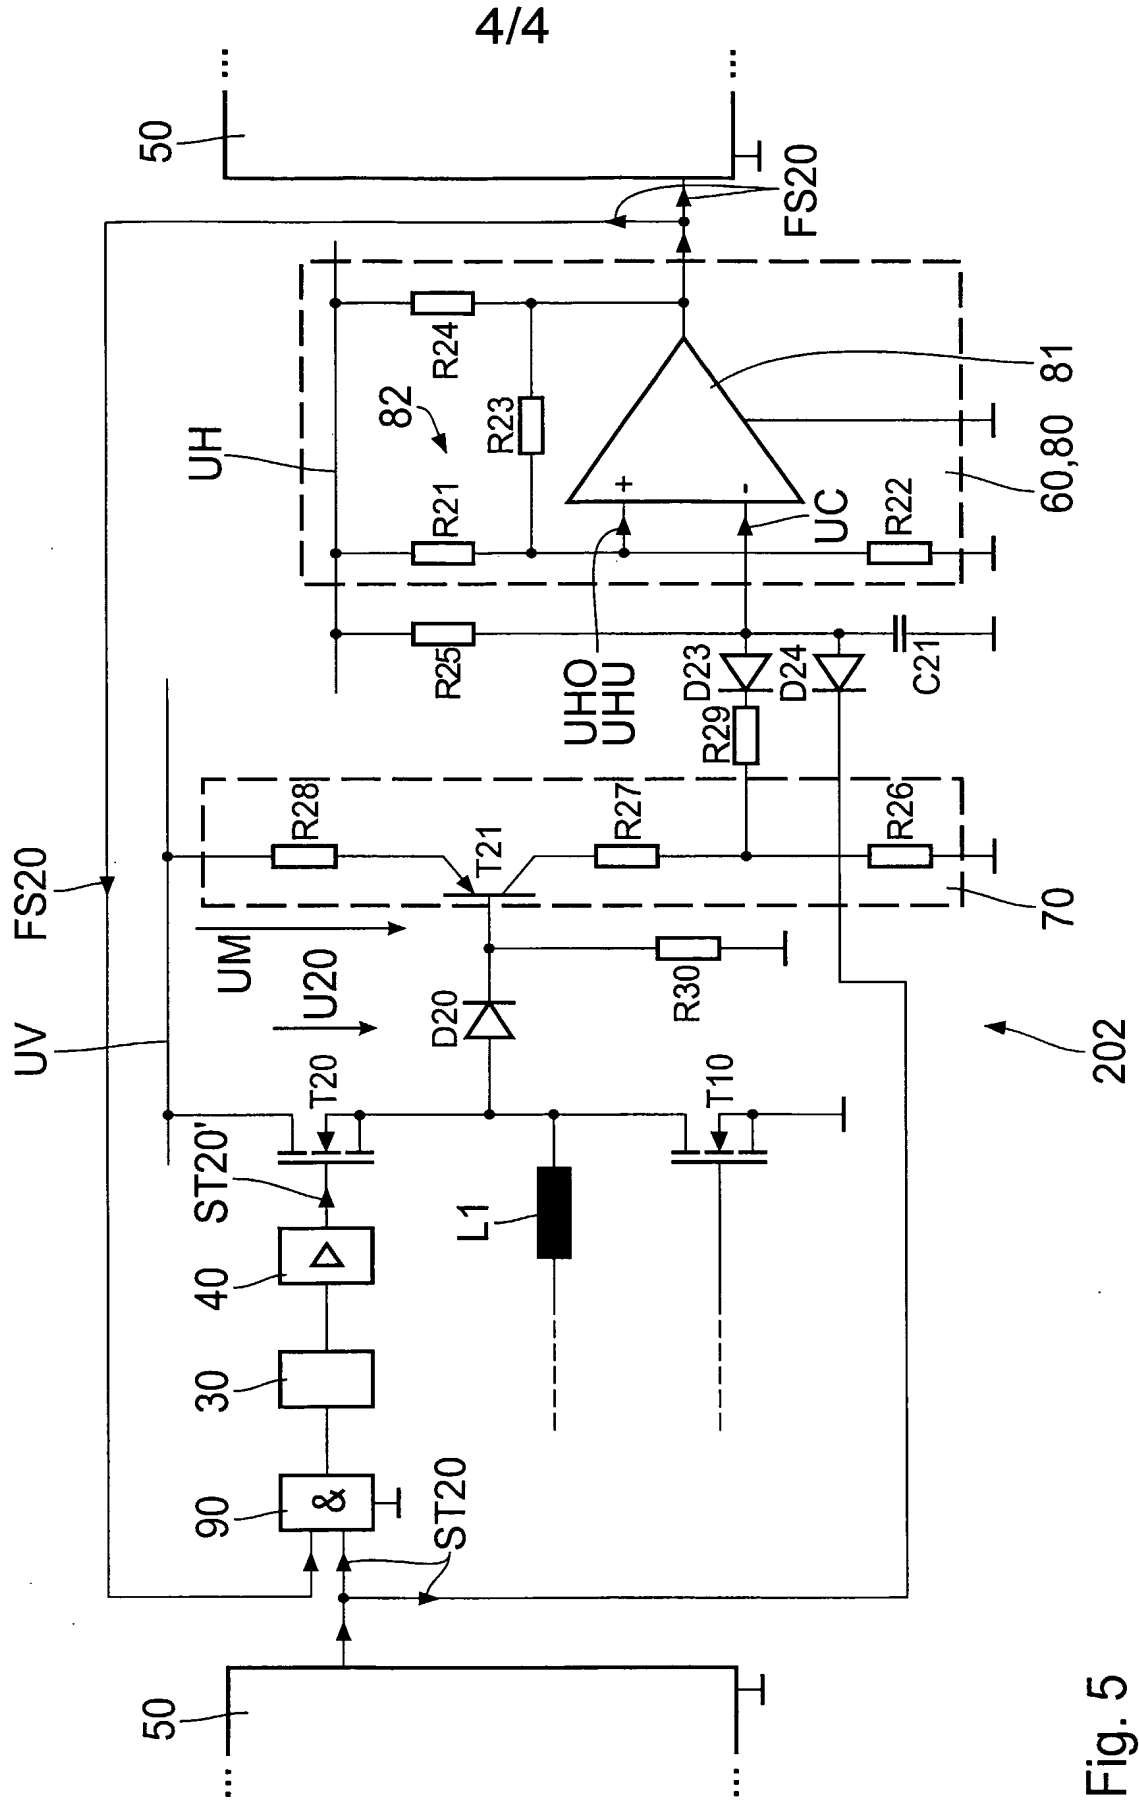 4/4
50
FS20
UH
R24
82
R23
R21
+
-
81
UC
R22
60,80
R25
UHO
UHU
D23
D24
C21
R29
UV
FS20
R28
T21
R27
R26
70
UM
U20
D20
R30
202
ST20'
T20
T10
L1
40
30
90
&
ST20
50
Fig. 5
...
...
...
...